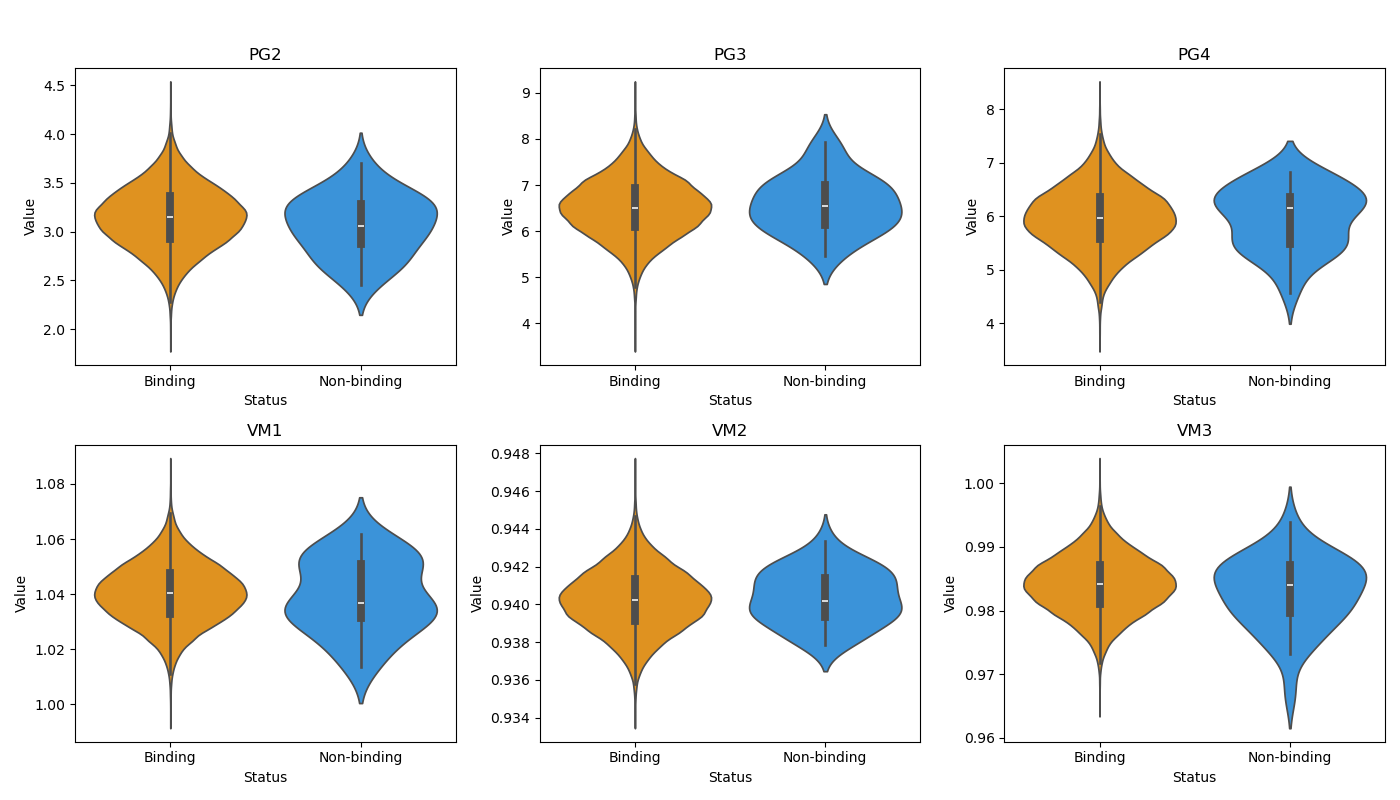 PG2
4.5
4.0
3.5
3.0
2.5
2.0
Value
Binding
Non-binding
Status
PG3
9
8
7
6
5
4
Value
Binding
Non-binding
Status
PG4
8
7
6
5
4
Value
Binding
Non-binding
Status
VM1
1.08
1.06
1.04
1.02
1.00
Value
Binding
Non-binding
Status
VM2
0.948
0.946
0.944
0.942
0.940
0.938
0.936
0.934
Value
Binding
Non-binding
Status
VM3
1.00
0.99
0.98
0.97
0.96
Value
Binding
Non-binding
Status